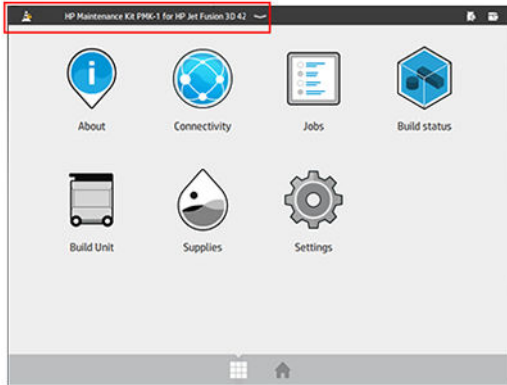 HP Maintenance Kit PMK-1 for HP Jet Fusion 3D 42
About
Connectivity
Jobs
Build status
Build Unit
Supplies
Settings